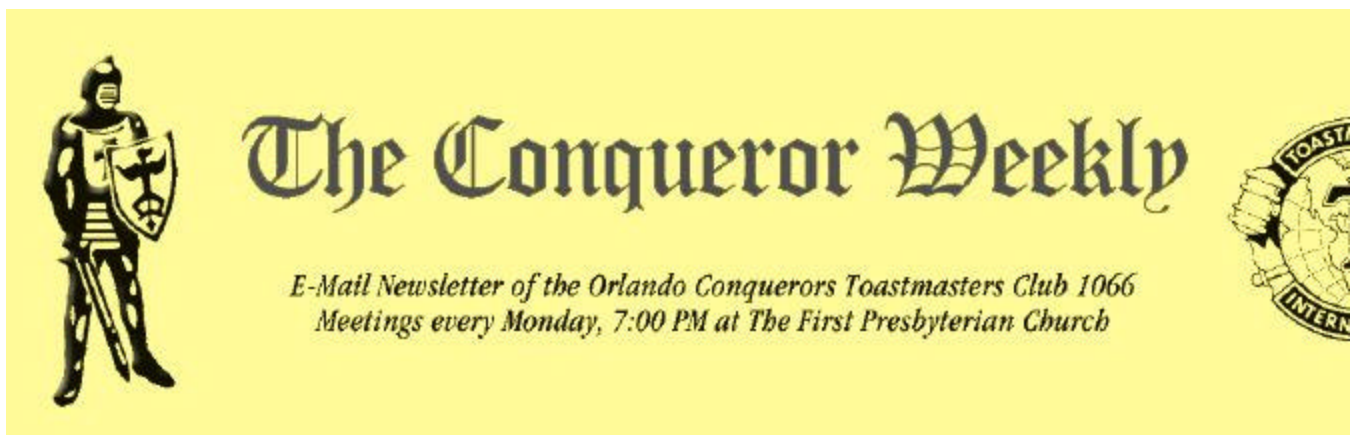 The Conqueror Weekly
E-Mail Newsletter of the Orlando Conquerors Toastmasters Club 1066
Meetings every Monday, 7:00 PM at The First Presbyterian Church